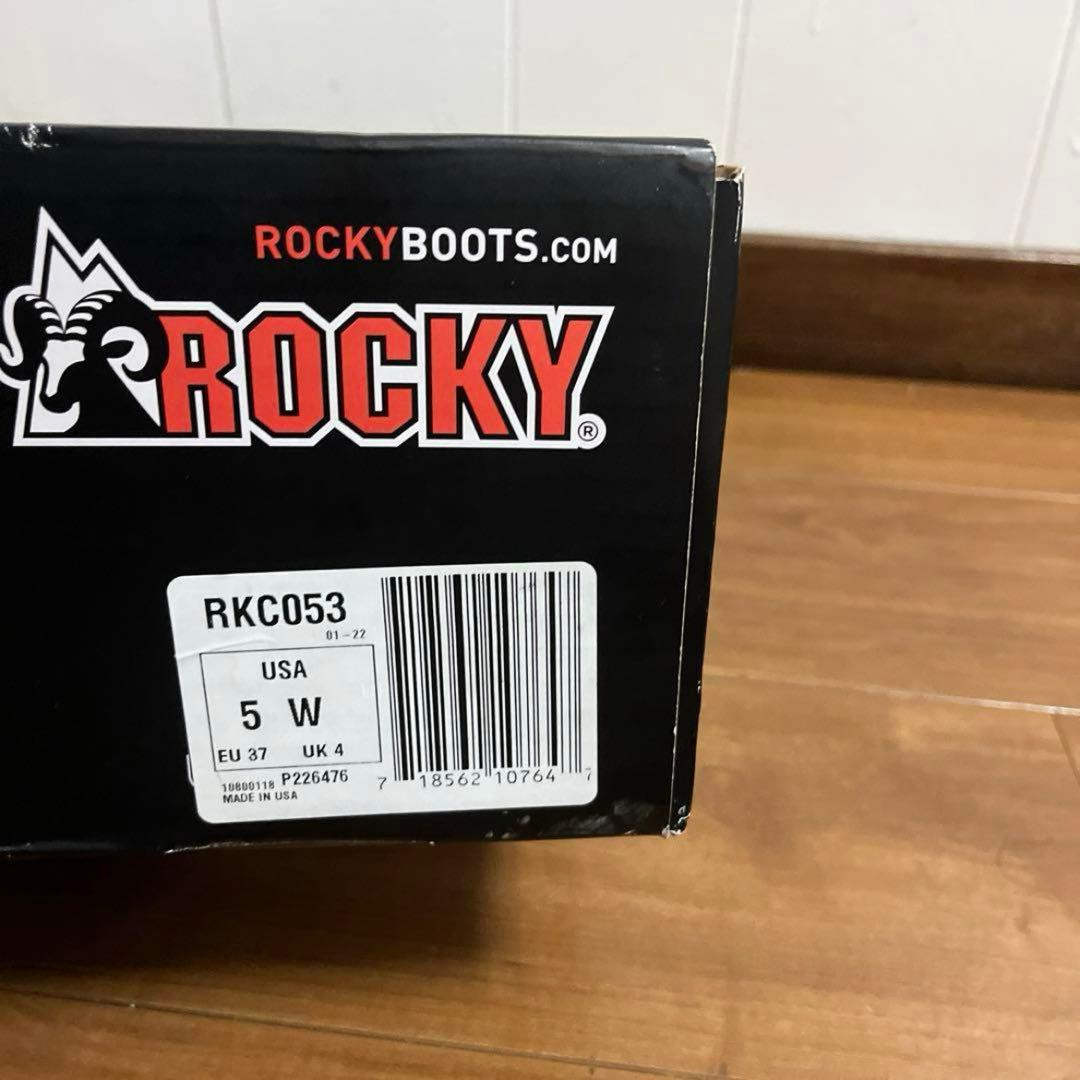 ROCKYBOOTS.COM
ROCKY®
RKC053
01-22
USA
5 W
EU 37 UK 4
10800118 P226476
MADE IN USA
7 18562 10764 7